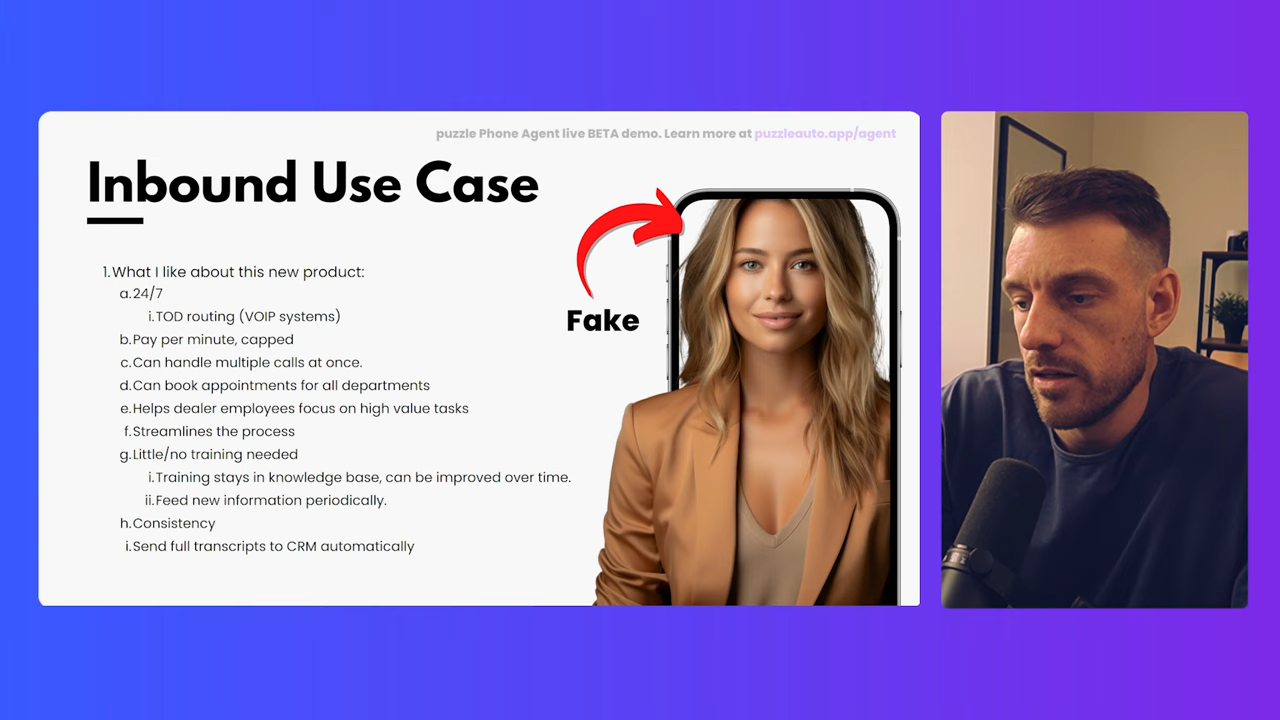 puzzle Phone Agent live BETA demo. Learn more at puzzleauto.app/agent
Inbound Use Case
Fake
1.What I like about this new product:
a.24/7
i.TOD routing (VOIP systems)
b.Pay per minute, capped
c.Can handle multiple calls at once.
d.Can book appointments for all departments
e.Helps dealer employees focus on high value tasks
f.Streamlines the process
g.Little/no training needed
i.Training stays in knowledge base, can be improved over time.
ii.Feed new information periodically.
h.Consistency
i.Send full transcripts to CRM automatically